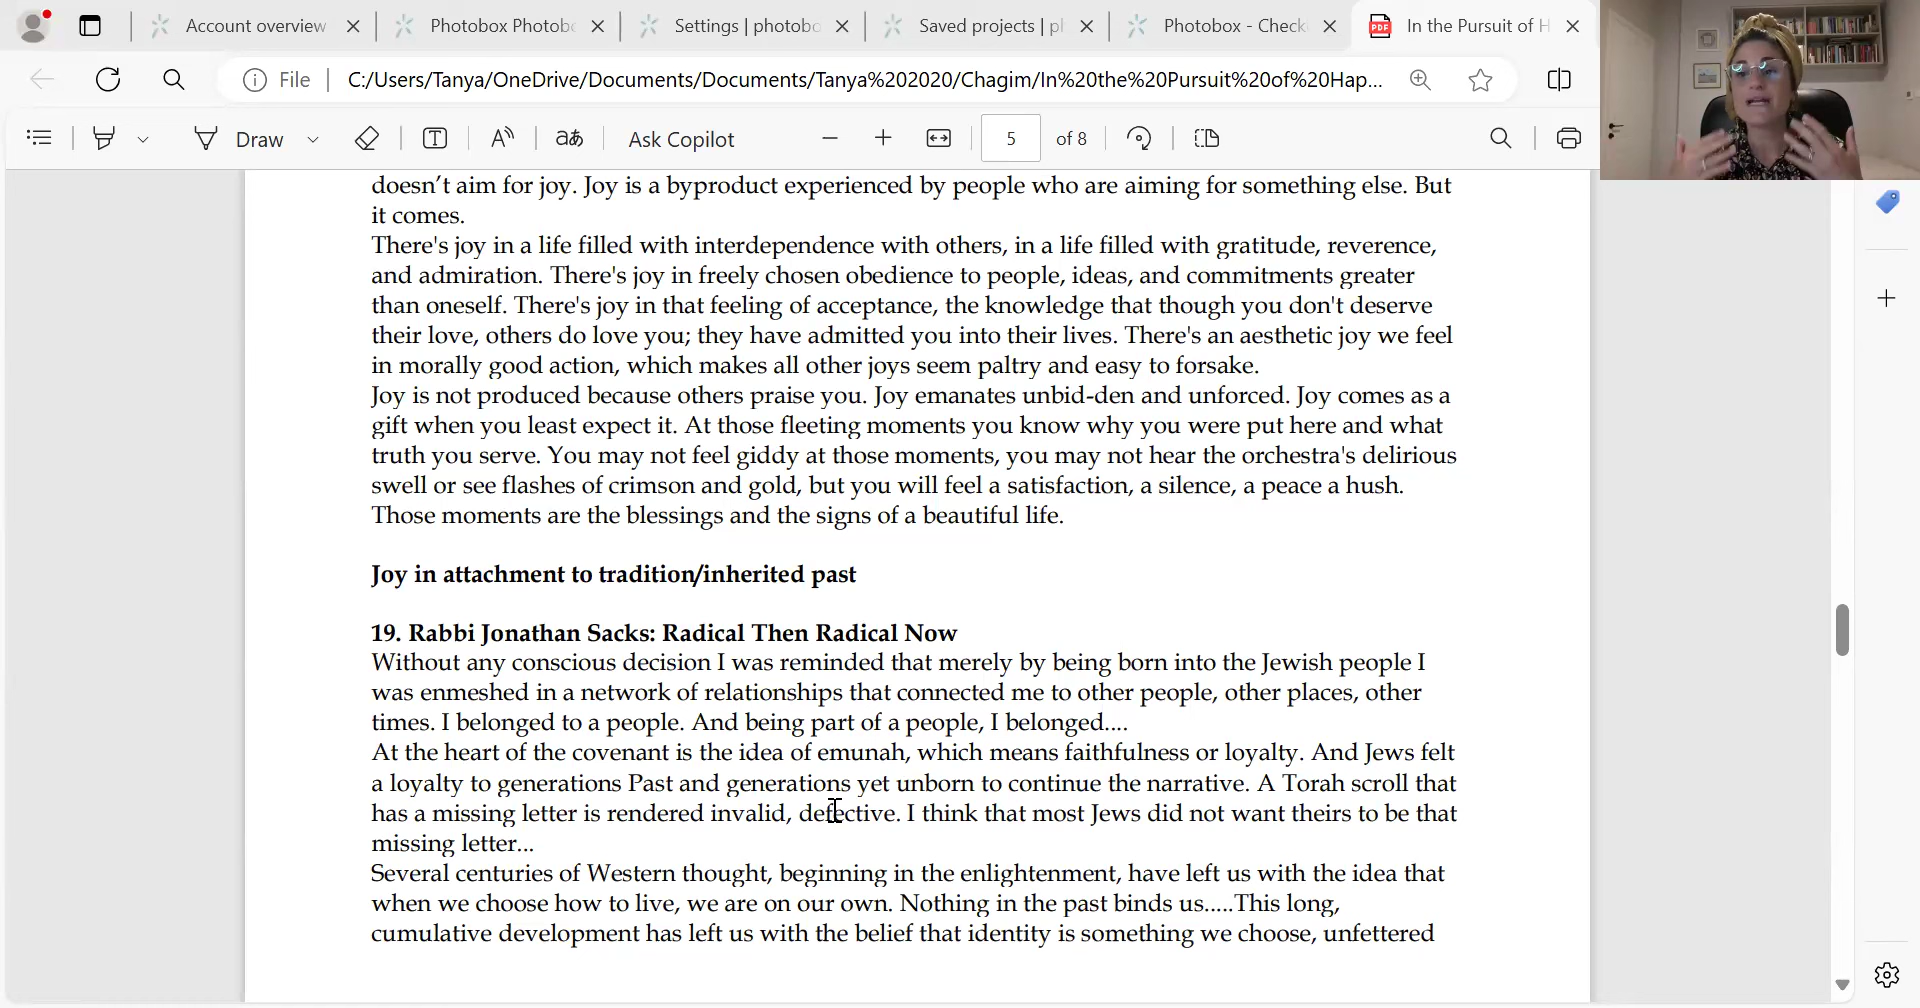 Account overview
Photobox Photob
Settings | photobo
Saved projects | p
Photobox - Check
In the Pursuit of H
File
C:/Users/Tanya/OneDrive/Documents/Documents/Tanya%202020/Chagim/In%20the%20Pursuit%20of%20Hap...
Draw
Ask Copilot
5
of 8
doesn’t aim for joy. Joy is a byproduct experienced by people who are aiming for something else. But
it comes.
There's joy in a life filled with interdependence with others, in a life filled with gratitude, reverence,
and admiration. There's joy in freely chosen obedience to people, ideas, and commitments greater
than oneself. There's joy in that feeling of acceptance, the knowledge that though you don't deserve
their love, others do love you; they have admitted you into their lives. There's an aesthetic joy we feel
in morally good action, which makes all other joys seem paltry and easy to forsake.
Joy is not produced because others praise you. Joy emanates unbid-den and unforced. Joy comes as a
gift when you least expect it. At those fleeting moments you know why you were put here and what
truth you serve. You may not feel giddy at those moments, you may not hear the orchestra's delirious
swell or see flashes of crimson and gold, but you will feel a satisfaction, a silence, a peace a hush.
Those moments are the blessings and the signs of a beautiful life.
Joy in attachment to tradition/inherited past
19. Rabbi Jonathan Sacks: Radical Then Radical Now
Without any conscious decision I was reminded that merely by being born into the Jewish people I
was enmeshed in a network of relationships that connected me to other people, other places, other
times. I belonged to a people. And being part of a people, I belonged....
At the heart of the covenant is the idea of emunah, which means faithfulness or loyalty. And Jews felt
a loyalty to generations Past and generations yet unborn to continue the narrative. A Torah scroll that
has a missing letter is rendered invalid, defective. I think that most Jews did not want theirs to be that
missing letter...
Several centuries of Western thought, beginning in the enlightenment, have left us with the idea that
when we choose how to live, we are on our own. Nothing in the past binds us.....This long,
cumulative development has left us with the belief that identity is something we choose, unfettered